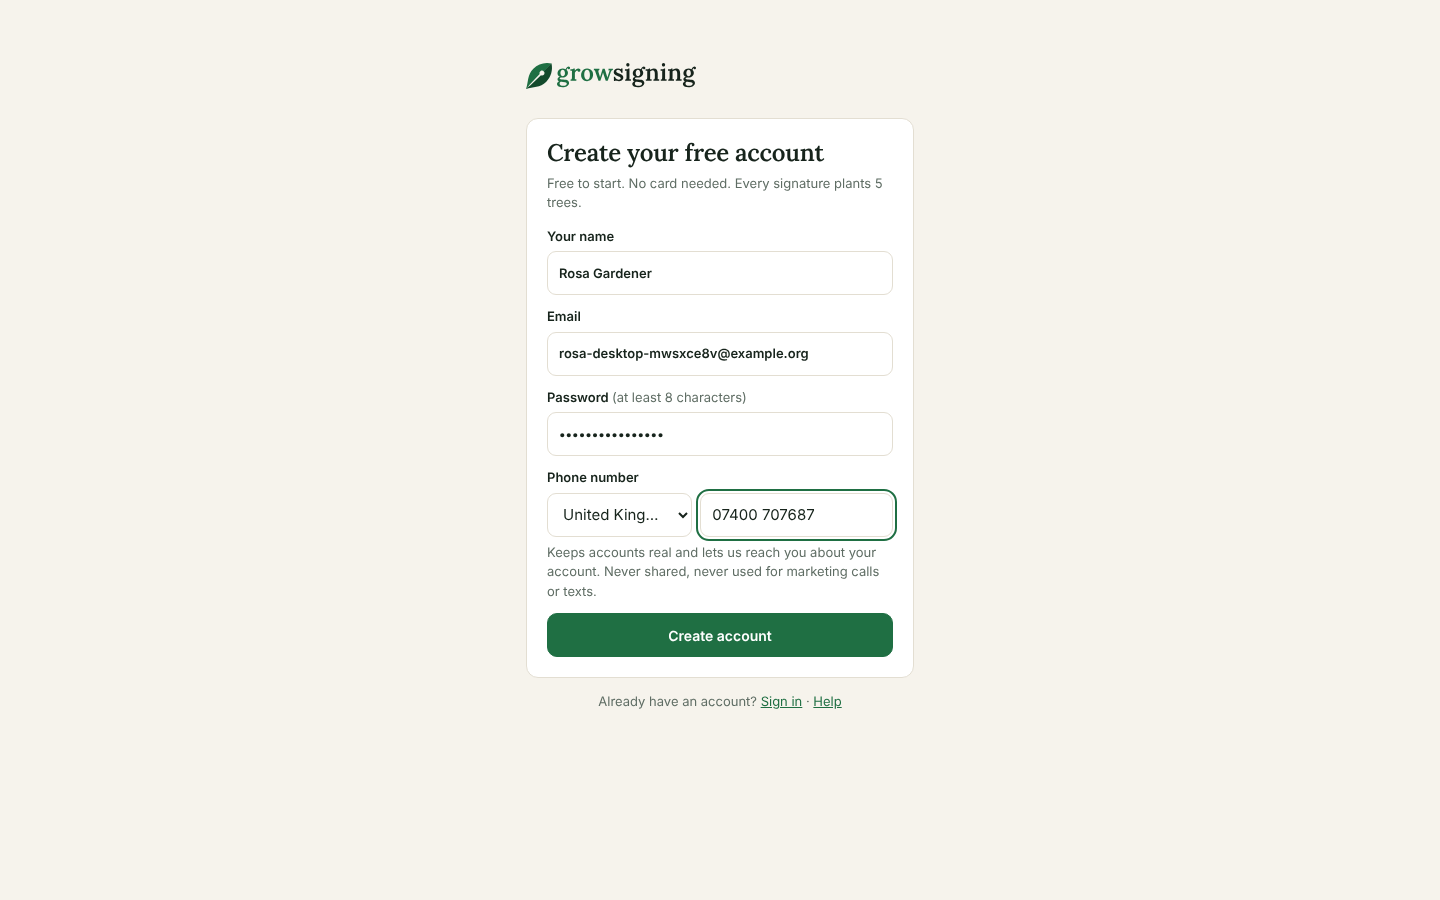 growsigning
Create your free account
Free to start. No card needed. Every signature plants 5
trees.
Your name
Rosa Gardener
Email
rosa-desktop-mwsxce8v@example.org
Password (at least 8 characters)
••••••••••••••••
Phone number
United King... 07400 707687
Keeps accounts real and lets us reach you about your
account. Never shared, never used for marketing calls
or texts.
Create account
Already have an account? Sign in · Help